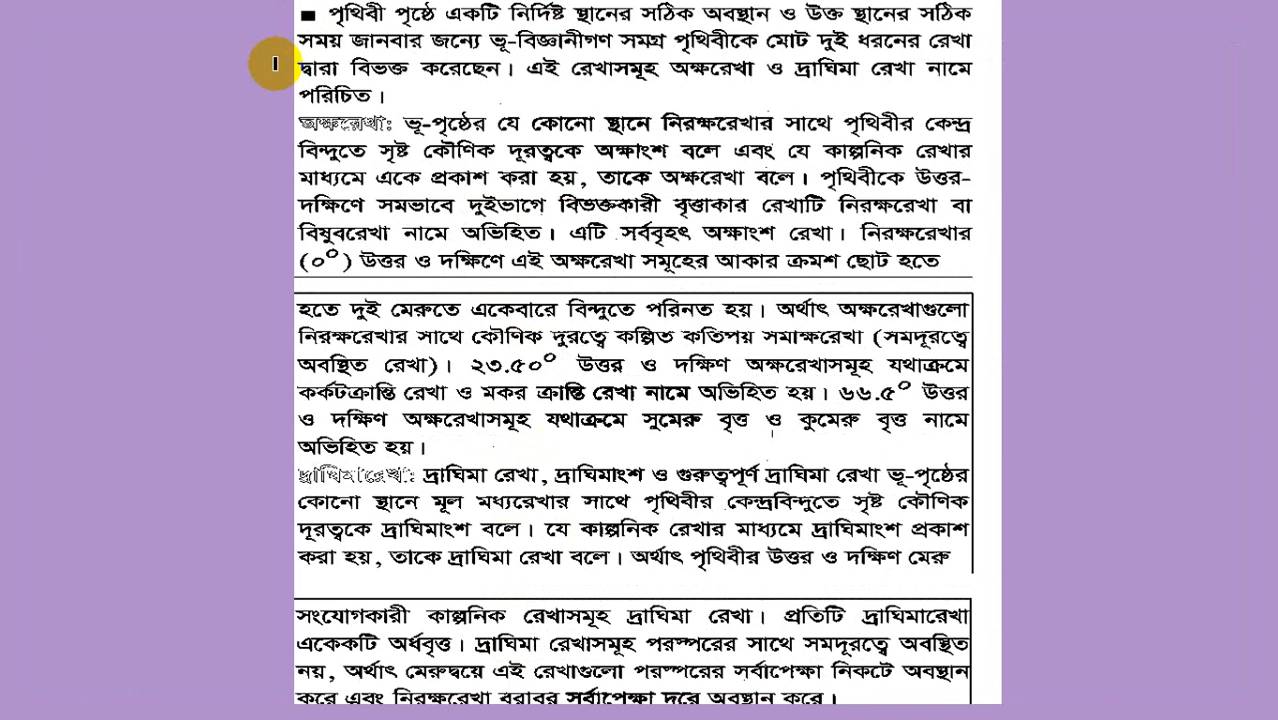 ■ পৃথিবী পৃষ্ঠে একটি নির্দিষ্ট স্থানের সঠিক অবস্থান ও উক্ত স্থানের সঠিক
সময় জানবার জন্যে ভূ-বিজ্ঞানীগণ সমগ্র পৃথিবীকে মোট দুই ধরনের রেখা
দ্বারা বিভক্ত করেছেন। এই রেখাসমূহ অক্ষরেখা ও দ্রাঘিমা রেখা নামে
পরিচিত।
অক্ষরেখা: ভূ-পৃষ্ঠের যে কোনো স্থানে নিরক্ষরেখার সাথে পৃথিবীর কেন্দ্র
বিন্দুতে সৃষ্ট কৌণিক দূরত্বকে অক্ষাংশ বলে এবং যে কাল্পনিক রেখার
মাধ্যমে একে প্রকাশ করা হয়, তাকে অক্ষরেখা বলে। পৃথিবীকে উত্তর-
দক্ষিণে সমভাবে দুইভাগে বিভক্তকারী বৃত্তাকার রেখাটি নিরক্ষরেখা বা
বিষুবরেখা নামে অভিহিত। এটি সর্ববৃহৎ অক্ষাংশ রেখা। নিরক্ষরেখার
(০°) উত্তর ও দক্ষিণে এই অক্ষরেখা সমূহের আকার ক্রমশ ছোট হতে
হতে দুই মেরুতে একেবারে বিন্দুতে পরিনত হয়। অর্থাৎ অক্ষরেখাগুলো
নিরক্ষরেখার সাথে কৌণিক দুরত্বে কল্পিত কতিপয় সমাক্ষরেখা (সমদূরত্বে
অবস্থিত রেখা)। ২৩.৫০° উত্তর ও দক্ষিণ অক্ষরেখাসমূহ যথাক্রমে
কর্কটক্রান্তি রেখা ও মকর ক্রান্তি রেখা নামে অভিহিত হয়। ৬৬.৫° উত্তর
ও দক্ষিণ অক্ষরেখাসমূহ যথাক্রমে সুমেরু বৃত্ত ও কুমেরু বৃত্ত নামে
অভিহিত হয়।
দ্রাঘিমারেখা: দ্রাঘিমা রেখা, দ্রাঘিমাংশ ও গুরুত্বপূর্ণ দ্রাঘিমা রেখা ভূ-পৃষ্ঠের
কোনো স্থানে মূল মধ্যরেখার সাথে পৃথিবীর কেন্দ্রবিন্দুতে সৃষ্ট কৌণিক
দূরত্বকে দ্রাঘিমাংশ বলে। যে কাল্পনিক রেখার মাধ্যমে দ্রাঘিমাংশ প্রকাশ
করা হয়, তাকে দ্রাঘিমা রেখা বলে। অর্থাৎ পৃথিবীর উত্তর ও দক্ষিণ মেরু
সংযোগকারী কাল্পনিক রেখাসমূহ দ্রাঘিমা রেখা। প্রতিটি দ্রাঘিমারেখা
একেকটি অর্ধবৃত্ত। দ্রাঘিমা রেখাসমূহ পরস্পরের সাথে সমদূরত্বে অবস্থিত
নয়, অর্থাৎ মেরুদ্বয়ে এই রেখাগুলো পরস্পরের সর্বাপেক্ষা নিকটে অবস্থান
করে এবং নিরক্ষরেখা বরাবর সর্বাপেক্ষা দূরে অবস্থান করে।